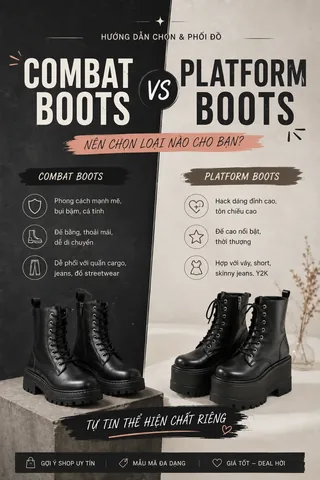 HƯỚNG DẪN CHỌN & PHỐI ĐỒ
COMBAT
BOOTS
VS
PLATFORM
BOOTS
NÊN CHỌN LOẠI NÀO CHO BẠN?
COMBAT BOOTS
Phong cách mạnh mẽ,
bụi bặm, cá tính
Đế bằng, thoải mái,
dễ di chuyển
Dễ phối với quần cargo,
jeans, đồ streetwear
PLATFORM BOOTS
Hack dáng đỉnh cao,
tôn chiều cao
Đế cao nổi bật,
thời thượng
Hợp với váy, short,
skinny jeans, Y2K
TỰ TIN THỂ HIỆN CHẤT RIÊNG
GỢI Ý SHOP UY TÍN
MẪU MÃ ĐA DẠNG
GIÁ TỐT – DEAL HỜI